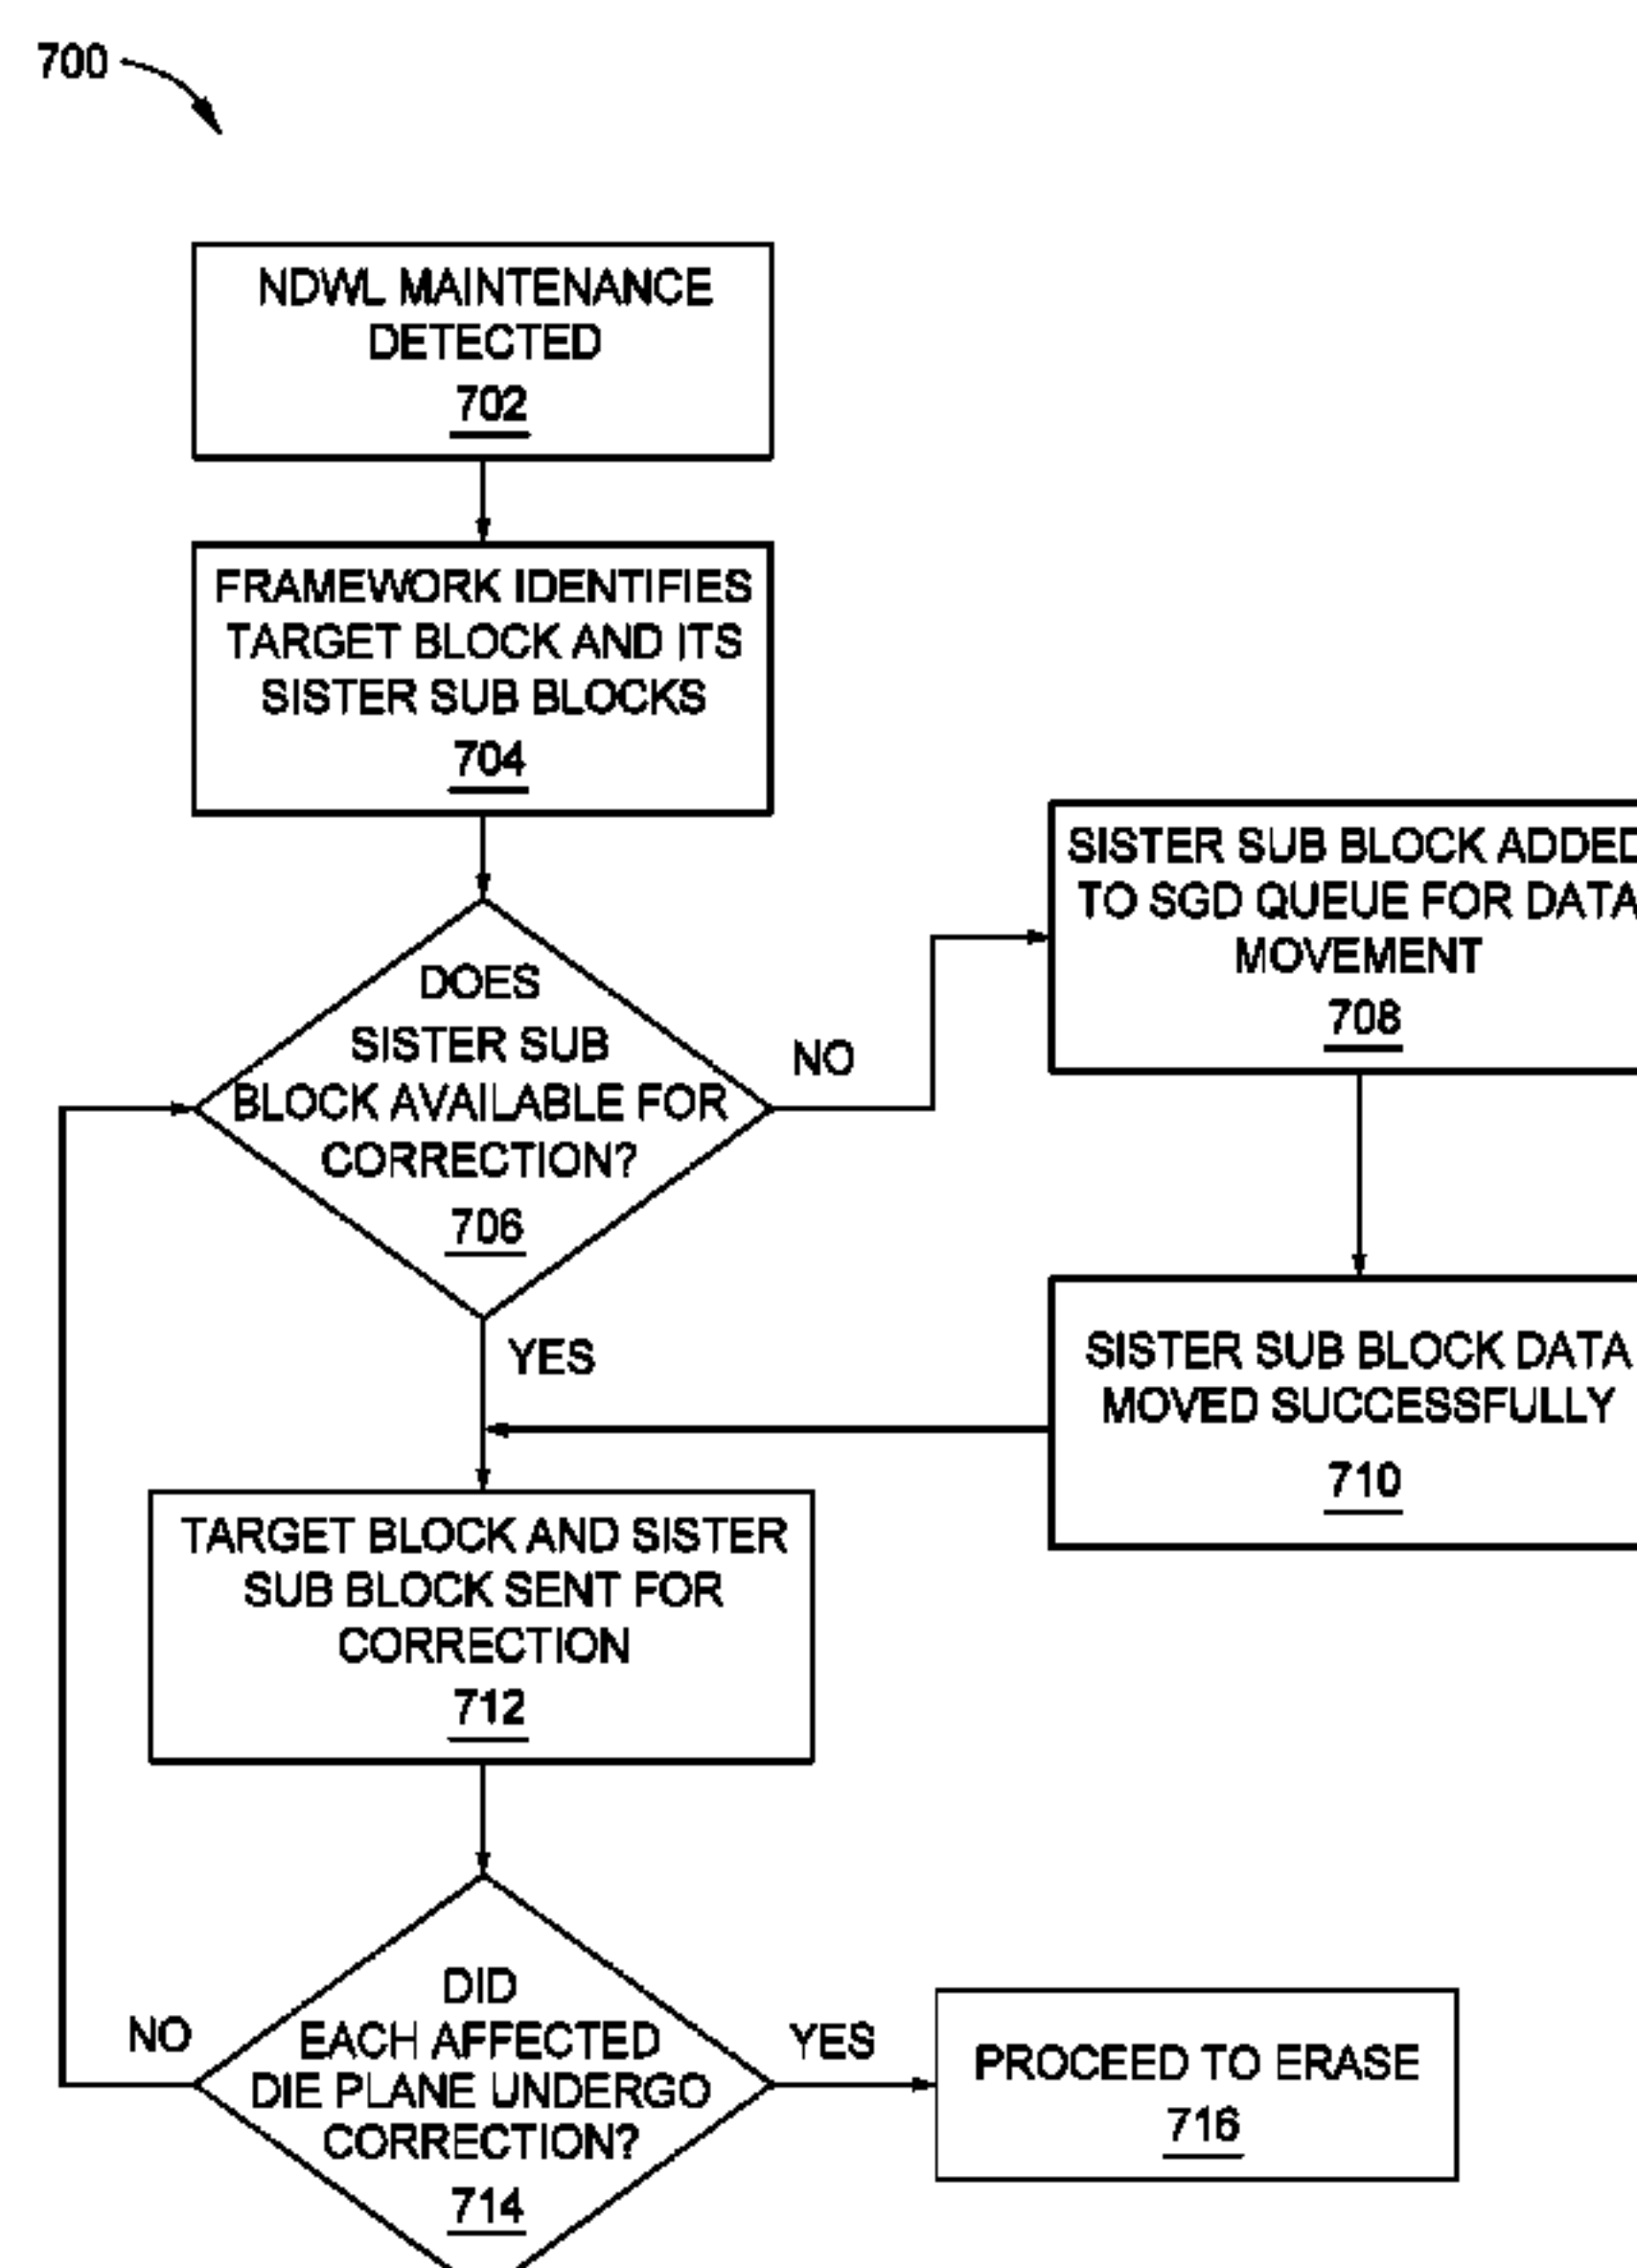 700
NDWL MAINTENANCE
DETECTED
702
FRAMEWORK IDENTIFIES
TARGET BLOCK AND ITS
SISTER SUB BLOCKS
704
DOES
SISTER SUB
BLOCK AVAILABLE FOR
CORRECTION?
706
NO
YES
SISTER SUB BLOCK ADDED
TO SGD QUEUE FOR DATA
MOVEMENT
708
SISTER SUB BLOCK DATA
MOVED SUCCESSFULLY
710
TARGET BLOCK AND SISTER
SUB BLOCK SENT FOR
CORRECTION
712
DID
EACH AFFECTED
DIE PLANE UNDERGO
CORRECTION?
714
NO
YES
PROCEED TO ERASE
716